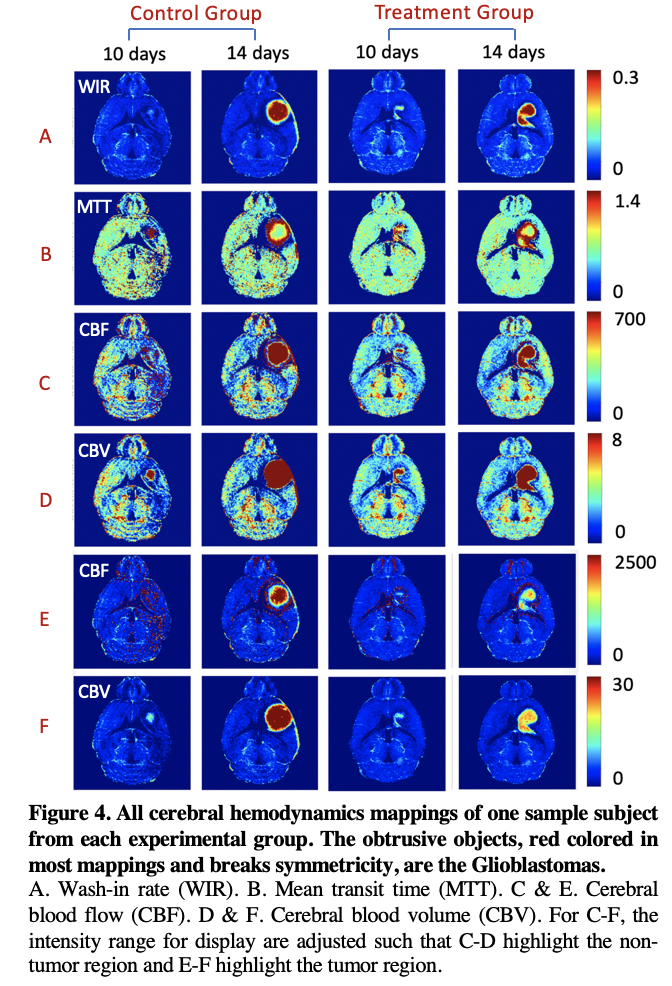 Control Group
Treatment Group
10 days
14 days
10 days
14 days
WIR
0.3
A
0
MTT
1.4
B
0
CBF
700
C
0
CBV
8
D
0
CBF
2500
E
0
CBV
30
F
0
Figure 4. All cerebral hemodynamics mappings of one sample subject
from each experimental group. The obtrusive objects, red colored in
most mappings and breaks symmetricity, are the Glioblastomas.
A. Wash-in rate (WIR). B. Mean transit time (MTT). C & E. Cerebral
blood flow (CBF). D & F. Cerebral blood volume (CBV). For C-F, the
intensity range for display are adjusted such that C-D highlight the non-
tumor region and E-F highlight the tumor region.